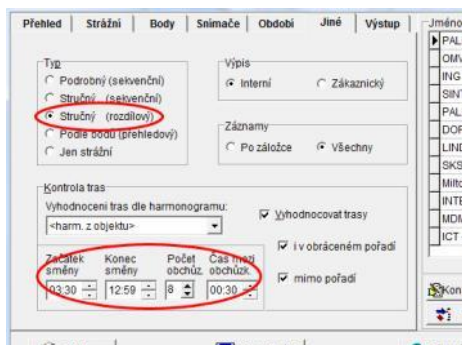 Přehled Strážní Body Snímače Období Jiné Výstup
Typ
Podrobný (sekvenční)
Stručný (sekvenční)
Stručný (rozdílový)
Podle bodů (přehledový)
Jen strážní
Výpis
Interní Zákaznický
Záznamy
Po záložce Všechny
Kontrola tras
Vyhodnocení tras dle harmonogramu:
<harm. z objektu>
Vyhodnocovat trasy
i v obráceném pořadí
mimo pořadí
Začátek směny
Konec směny
Počet obchůz.
Čas mezi obchůzk.
03:30 12:59 8 00:30
Jméno
PAL
OMV
ING
SIN
PAL
DOR
LIND
SKS
Milto
INTE
MDM
ICT
Kon